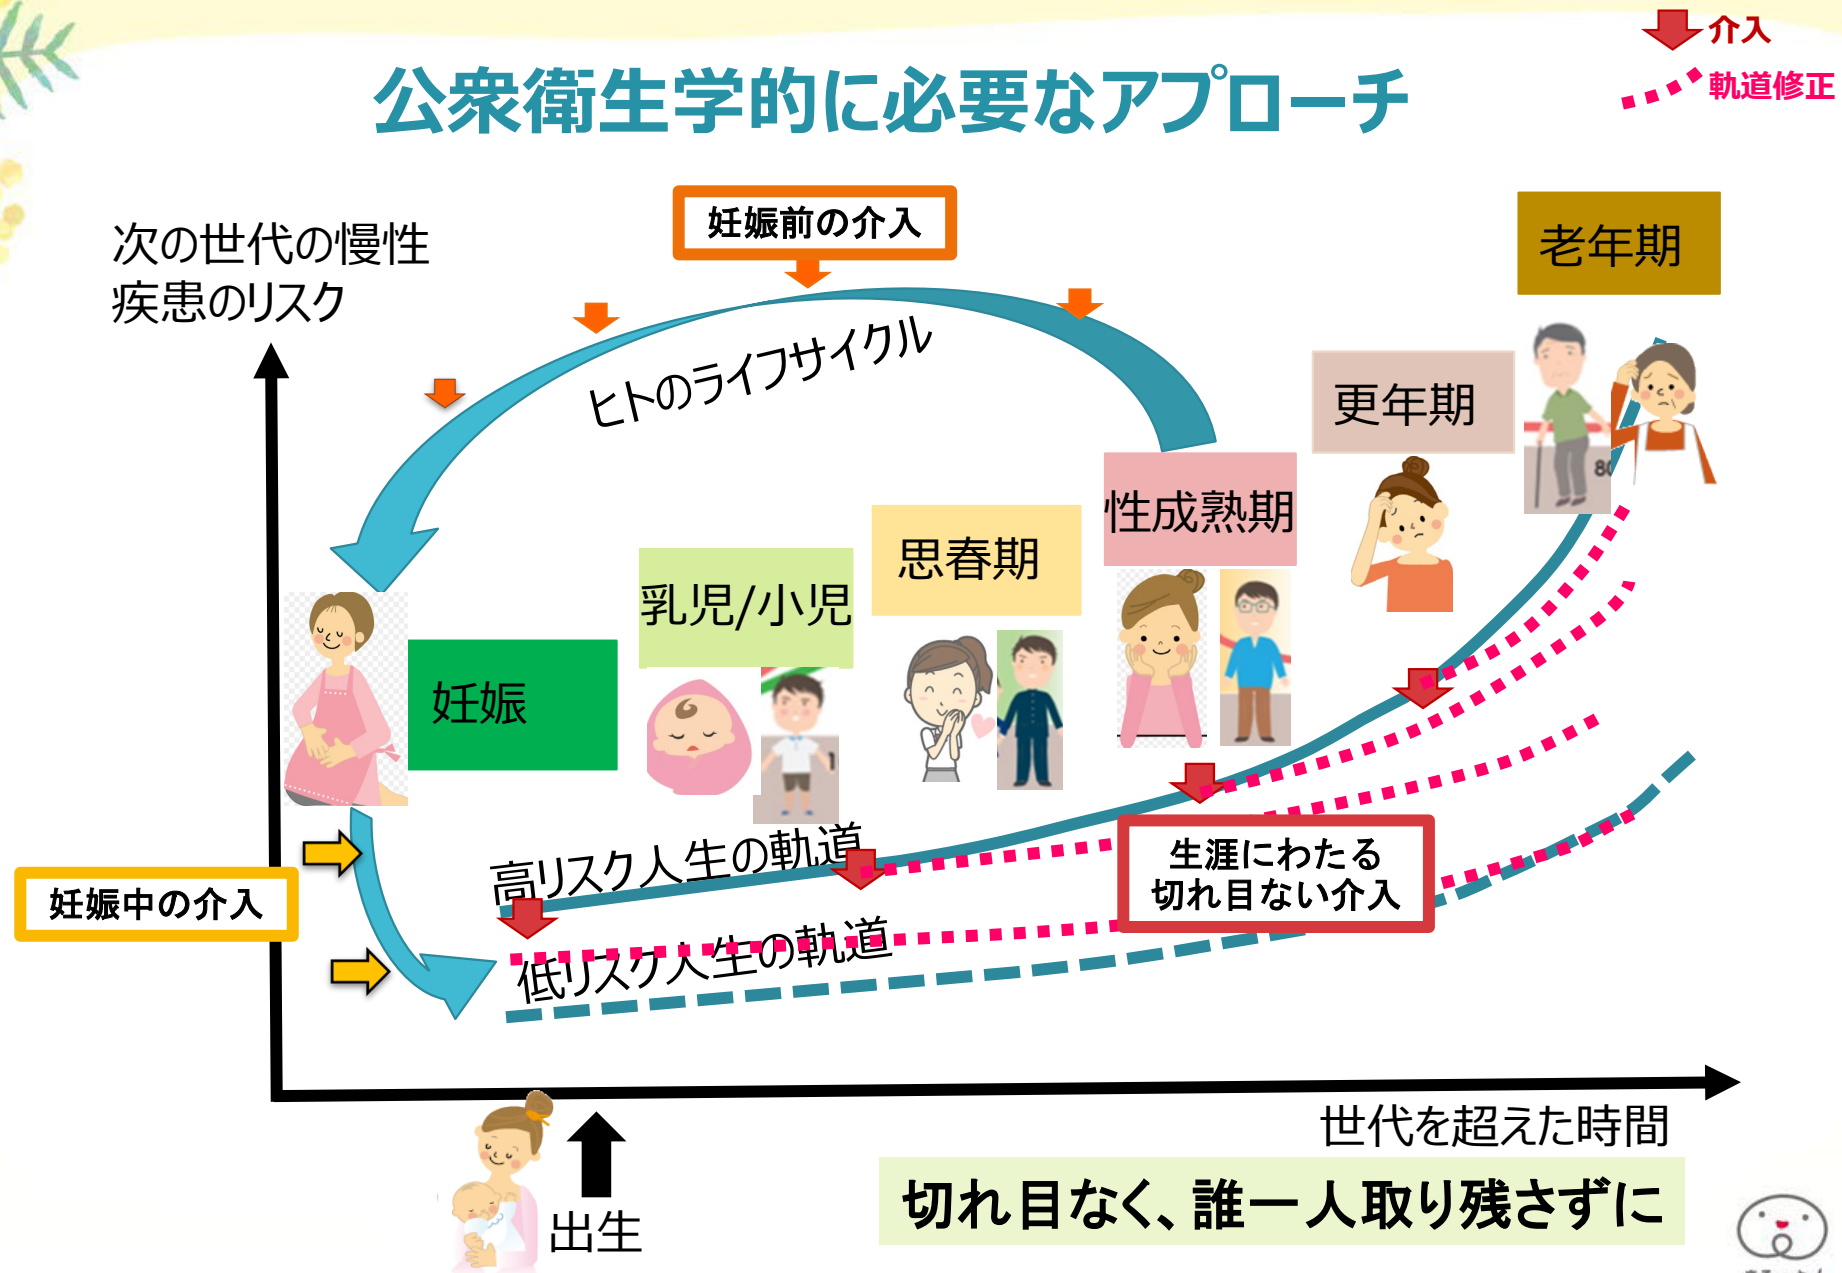 介入
軌道修正
公衆衛生学的に必要なアプローチ
妊娠前の介入
老年期
次の世代の慢性
疾患のリスク
ヒトのライフサイクル
更年期
80
性成熟期
思春期
乳児/小児
妊娠
1
高リスク人生の軌道
生涯にわたる
切れ目ない介入
妊娠中の介入
低リスク人生の軌道
世代を超えた時間
切れ目なく、誰一人取り残さずに
出生